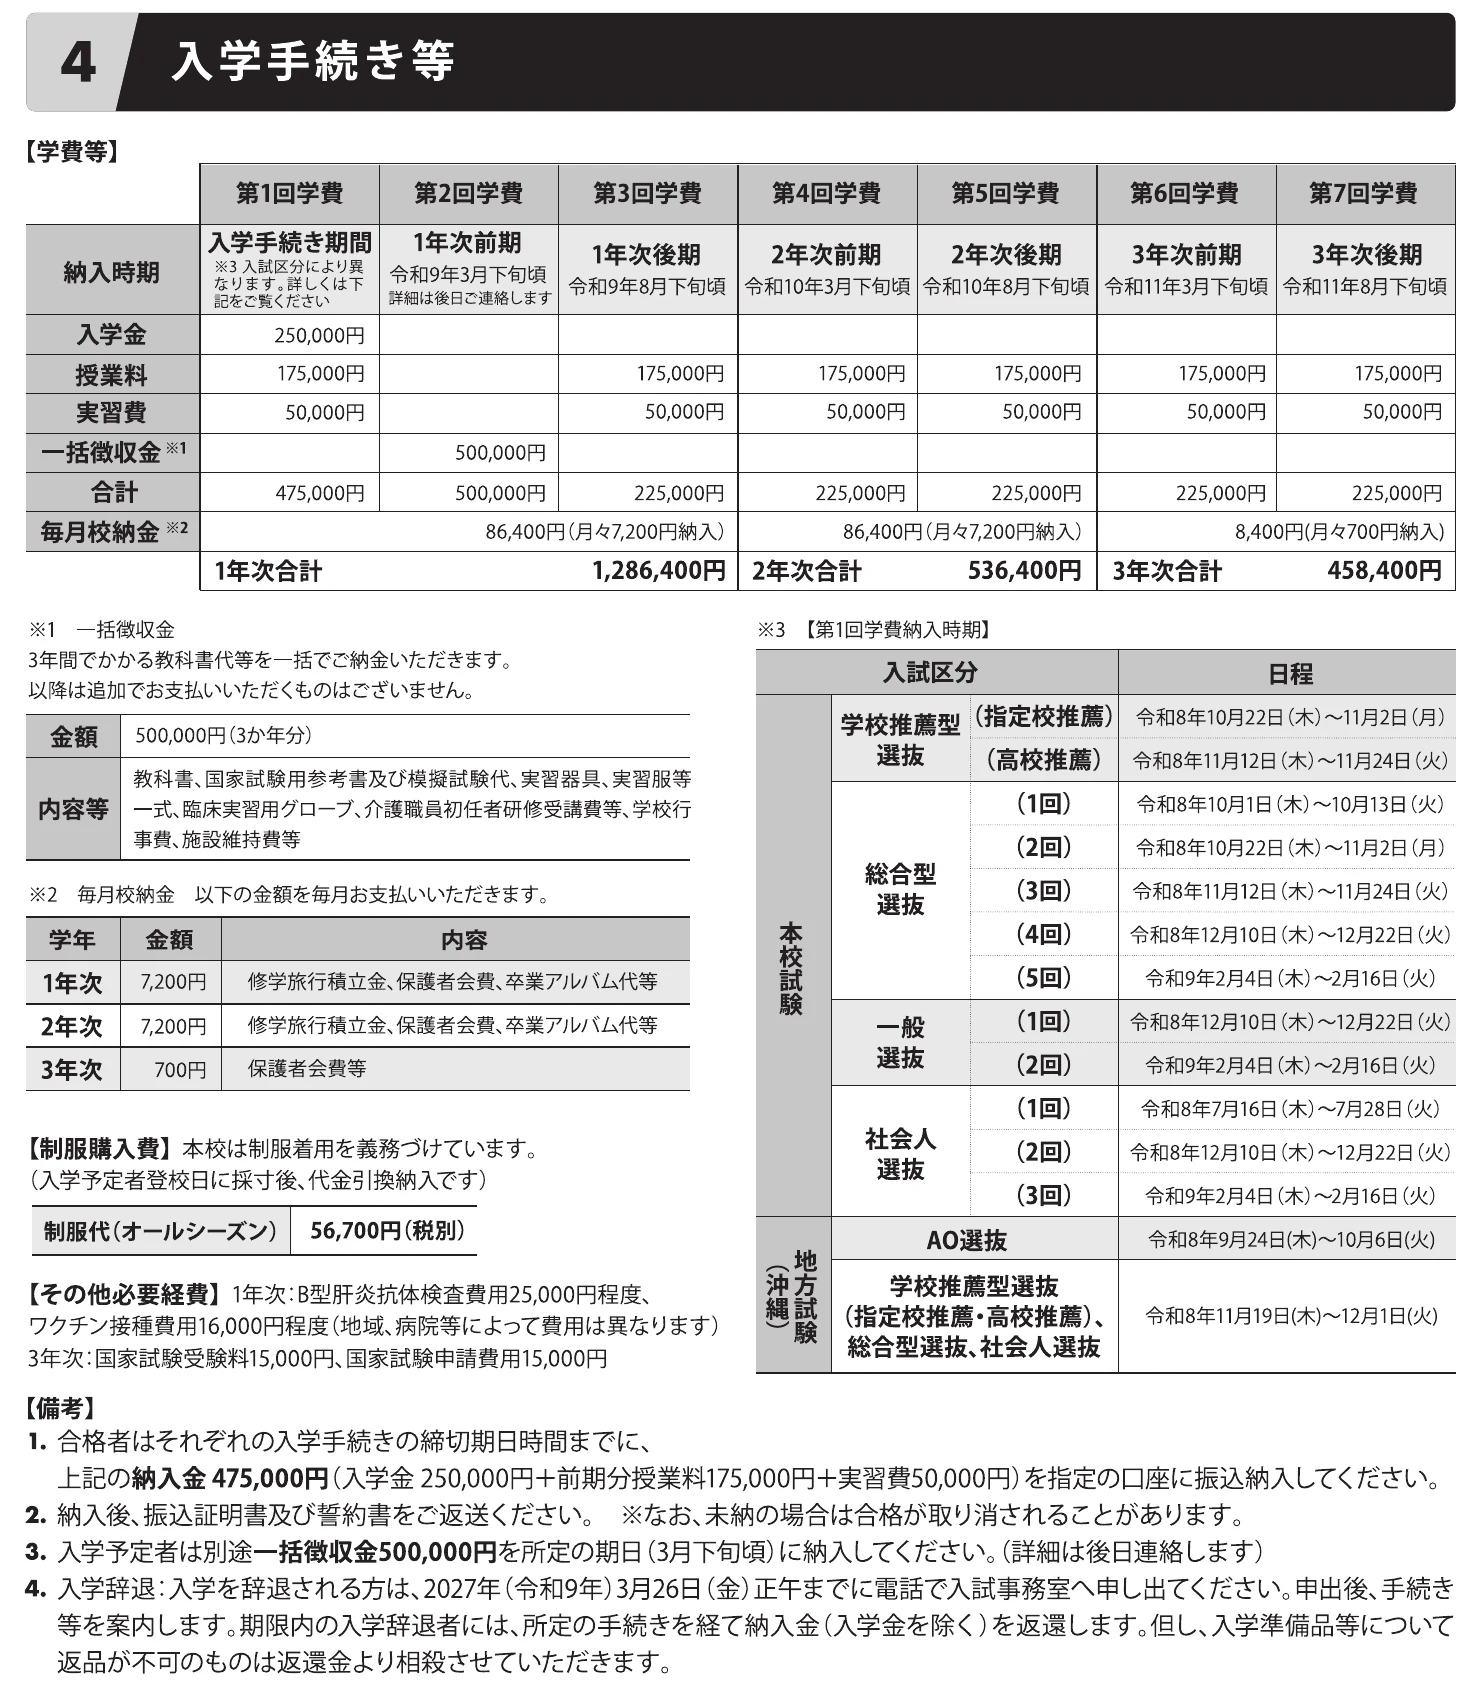 4 入学手続き等
【学費等】
第1回学費 第2回学費 第3回学費 第4回学費 第5回学費 第6回学費 第7回学費
納入時期
入学手続き期間
※3 入試区分により異
なります。詳しくは下
記をご覧ください
1年次前期
令和9年3月下旬頃
詳細は後日ご連絡します
1年次後期
令和9年8月下旬頃
2年次前期
令和10年3月下旬頃
2年次後期
令和10年8月下旬頃
3年次前期
令和11年3月下旬頃
3年次後期
令和11年8月下旬頃
入学金 250,000円
授業料 175,000円 175,000円 175,000円 175,000円 175,000円 175,000円
実習費 50,000円 50,000円 50,000円 50,000円 50,000円 50,000円
一括徴収金※1 500,000円
合計 475,000円 500,000円 225,000円 225,000円 225,000円 225,000円 225,000円
毎月校納金※2 86,400円（月々7,200円納入） 86,400円（月々7,200円納入） 8,400円(月々700円納入)
1年次合計 1,286,400円 2年次合計 536,400円 3年次合計 458,400円
※1 一括徴収金
3年間でかかる教科書代等を一括でご納金いただきます。
以降は追加でお支払いいただくものはございません。
金額 500,000円（3か年分）
内容等
教科書、国家試験用参考書及び模擬試験代、実習器具、実習服等
一式、臨床実習用グローブ、介護職員初任者研修受講費等、学校行
事費、施設維持費等
※2 毎月校納金 以下の金額を毎月お支払いいただきます。
学年 金額 内容
1年次 7,200円 修学旅行積立金、保護者会費、卒業アルバム代等
2年次 7,200円 修学旅行積立金、保護者会費、卒業アルバム代等
3年次 700円 保護者会費等
【制服購入費】本校は制服着用を義務づけています。
（入学予定者登校日に採寸後、代金引換納入です）
制服代（オールシーズン） 56,700円（税別）
【その他必要経費】1年次：B型肝炎抗体検査費用25,000円程度、
ワクチン接種費用16,000円程度（地域、病院等によって費用は異なります）
3年次：国家試験受験料15,000円、国家試験申請費用15,000円
※3 【第1回学費納入時期】
入試区分 日程
本校試験
学校推薦型
選抜
（指定校推薦） 令和8年10月22日（木）～11月2日（月）
（高校推薦） 令和8年11月12日（木）～11月24日（火）
総合型
選抜
（1回） 令和8年10月1日（木）～10月13日（火）
（2回） 令和8年10月22日（木）～11月2日（月）
（3回） 令和8年11月12日（木）～11月24日（火）
（4回） 令和8年12月10日（木）～12月22日（火）
（5回） 令和9年2月4日（木）～2月16日（火）
一般
選抜
（1回） 令和8年12月10日（木）～12月22日（火）
（2回） 令和9年2月4日（木）～2月16日（火）
社会人
選抜
（1回） 令和8年7月16日（木）～7月28日（火）
（2回） 令和8年12月10日（木）～12月22日（火）
（3回） 令和9年2月4日（木）～2月16日（火）
地方試験
（沖縄）
AO選抜 令和8年9月24日(木)～10月6日(火)
学校推薦型選抜
（指定校推薦・高校推薦）、
総合型選抜、社会人選抜
令和8年11月19日(木)～12月1日(火)
【備考】
1. 合格者はそれぞれの入学手続きの締切期日時間までに、
上記の納入金 475,000円（入学金 250,000円＋前期分授業料175,000円＋実習費50,000円）を指定の口座に振込納入してください。
2. 納入後、振込証明書及び誓約書をご返送ください。 ※なお、未納の場合は合格が取り消されることがあります。
3. 入学予定者は別途一括徴収金500,000円を所定の期日（3月下旬頃）に納入してください。（詳細は後日連絡します）
4. 入学辞退：入学を辞退される方は、2027年（令和9年）3月26日（金）正午までに電話で入試事務室へ申し出てください。申出後、手続き
等を案内します。期限内の入学辞退者には、所定の手続きを経て納入金（入学金を除く）を返還します。但し、入学準備品等について
返品が不可のものは返還金より相殺させていただきます。